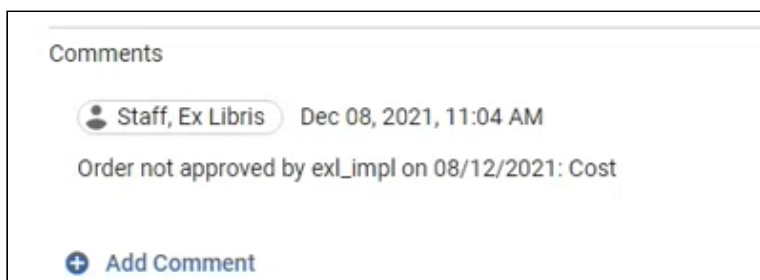 Comments
Staff, Ex Libris Dec 08, 2021, 11:04 AM
Order not approved by exl_impl on 08/12/2021: Cost
Add Comment